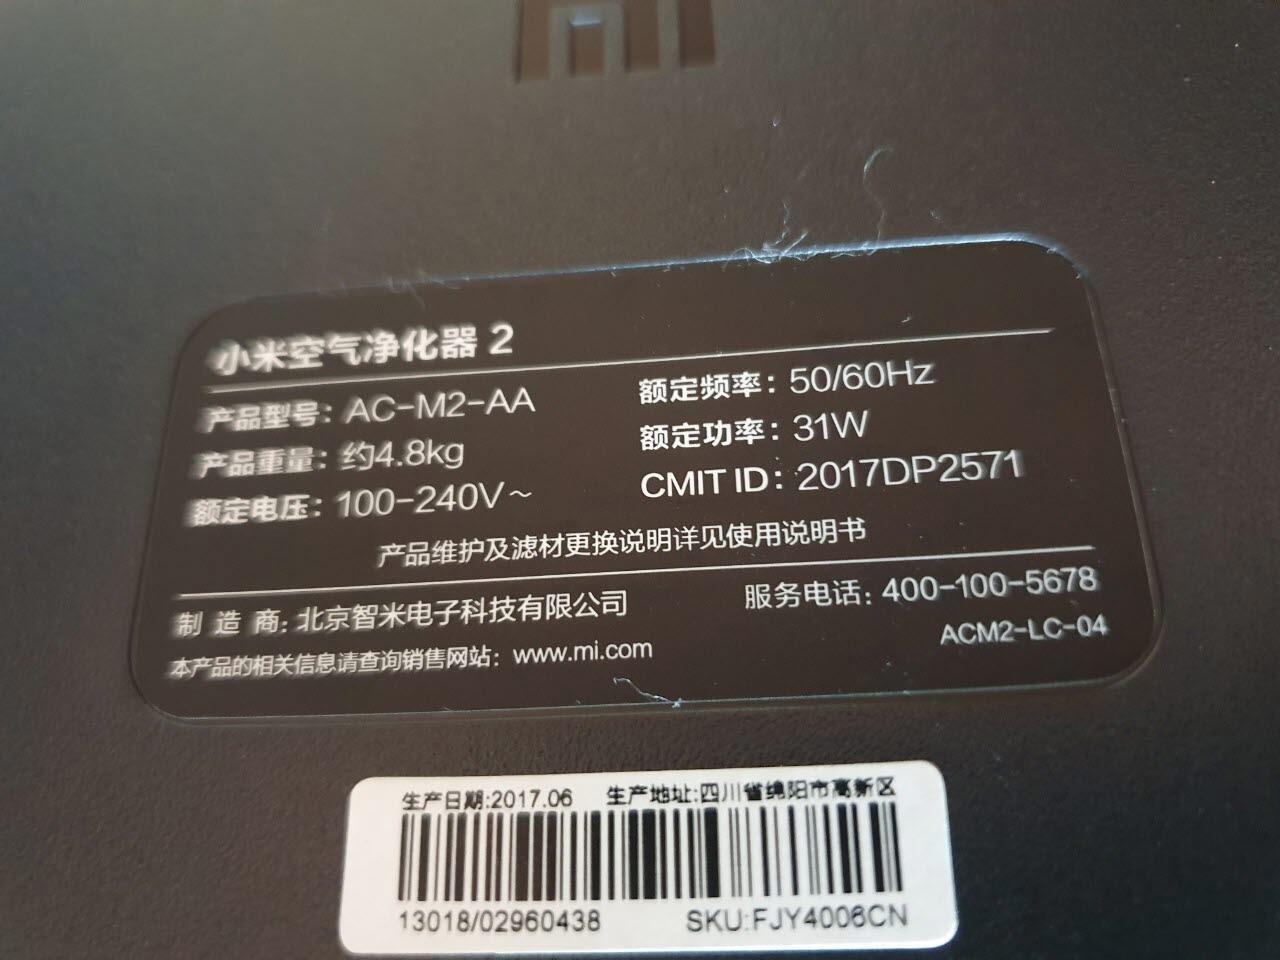 小米空气净化器 2
产品型号: AC-M2-AA
额定频率: 50/60Hz
产品重量: 约4.8kg
额定功率: 31W
额定电压: 100-240V~
CMIT ID: 2017DP2571
产品维护及滤材更换说明详见使用说明书
制 造 商: 北京智米电子科技有限公司
服务电话: 400-100-5678
ACM2-LC-04
本产品的相关信息请查询销售网站: www.mi.com
生产日期:2017.06 生产地址:四川省绵阳市高新区
13018/02960438 SKU:FJY4006CN